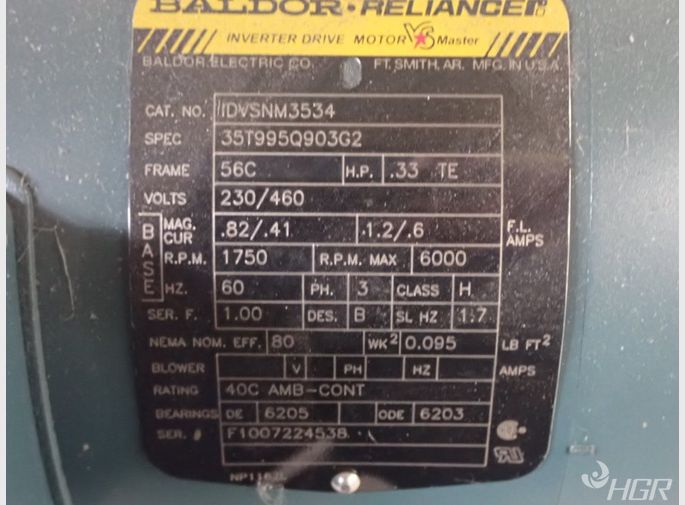 BALDOR · RELIANCER
INVERTER DRIVE MOTOR VS Master
BALDOR ELECTRIC CO. FT. SMITH, AR. MFG. IN U.S.A.
CAT. NO. IDVSNM3534
SPEC 35T995Q903G2
FRAME 56C H.P. .33 TE
VOLTS 230/460
BASE MAG. CUR .82/.41 1.2/.6 F.L. AMPS
R.P.M. 1750 R.P.M. MAX 6000
HZ. 60 PH. 3 CLASS H
SER. F. 1.00 DES. B SL HZ 1.7
NEMA NOM. EFF. 80 WK2 0.095 LB FT2
BLOWER V PH HZ AMPS
RATING 40C AMB-CONT
BEARINGS DE 6205 ODE 6203
SER. # F1007224538
HGR